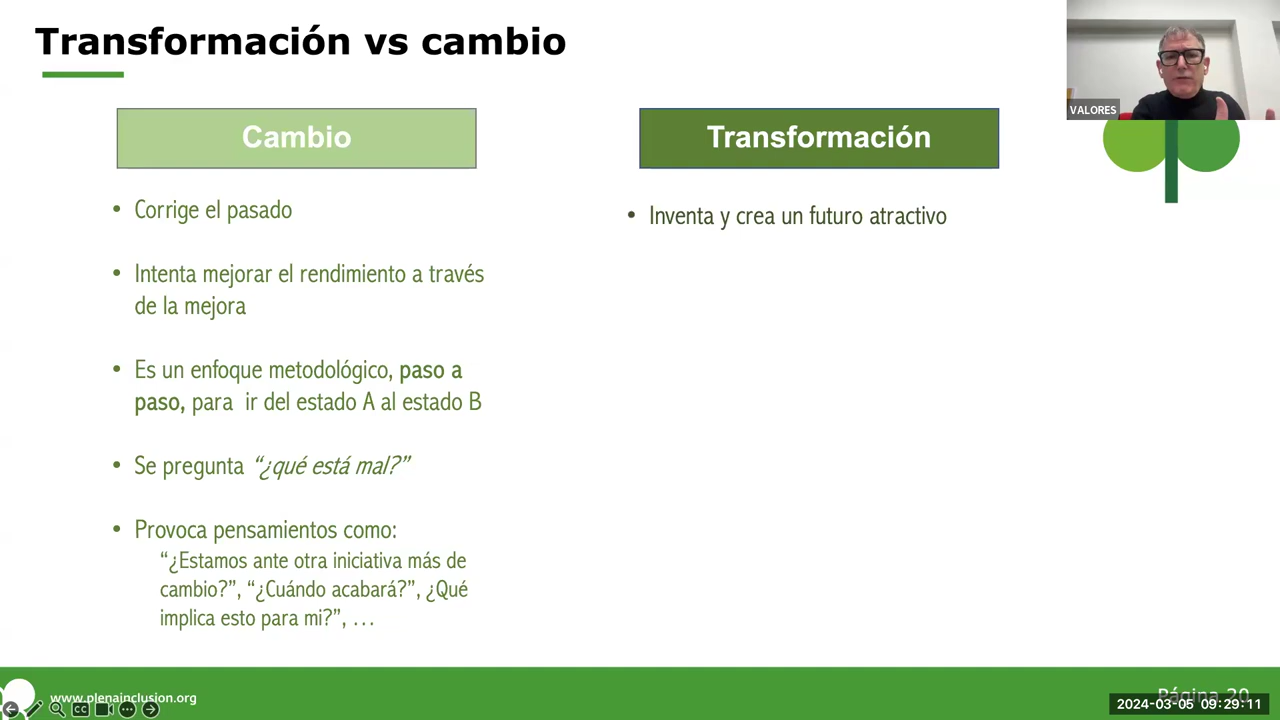 Transformación vs cambio
VALORES
Cambio
• Corrige el pasado
• Intenta mejorar el rendimiento a través
de la mejora
• Es un enfoque metodológico, paso a
paso, para  ir del estado A al estado B
• Se pregunta “¿qué está mal?”
• Provoca pensamientos como:
“¿Estamos ante otra iniciativa más de
cambio?”, “¿Cuándo acabará?”, ¿Qué
implica esto para mi?”, …
Transformación
• Inventa y crea un futuro atractivo
www.plenainclusion.org
CC
Página 20
2024-03-05 09:29:11